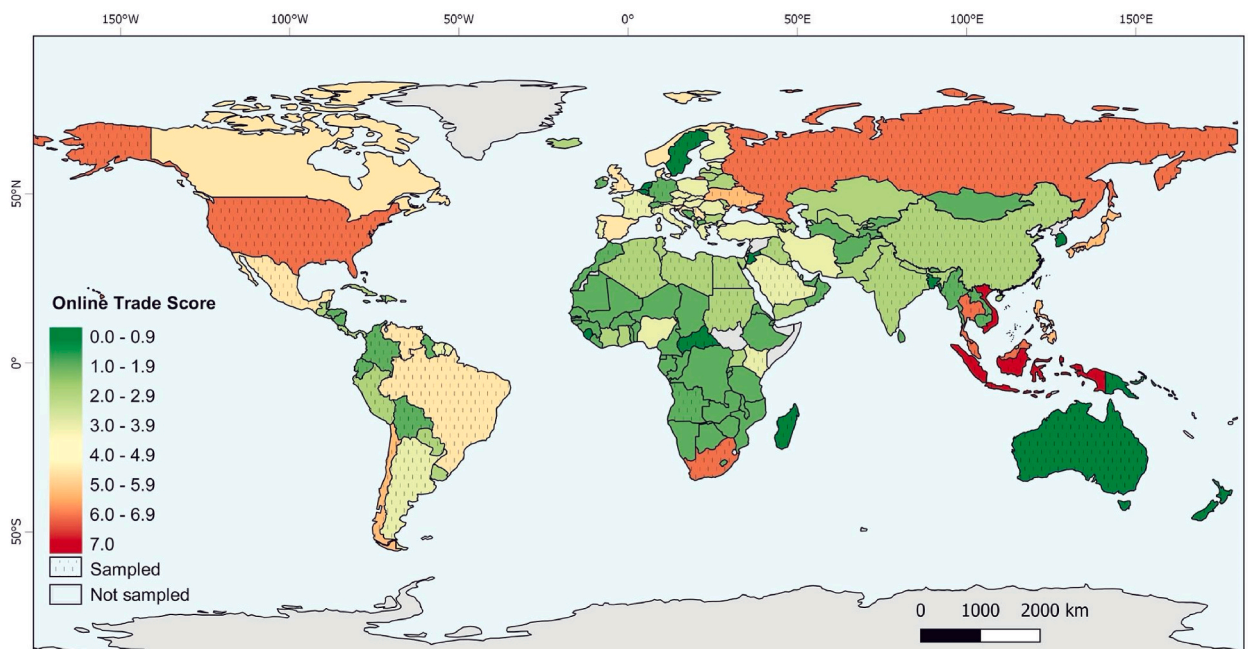 150°W 100°W 50°W 0° 50°E 100°E 150°E
50°N
0°
50°S
Online Trade Score
0.0 - 0.9
1.0 - 1.9
2.0 - 2.9
3.0 - 3.9
4.0 - 4.9
5.0 - 5.9
6.0 - 6.9
7.0
Sampled
Not sampled
0 1000 2000 km